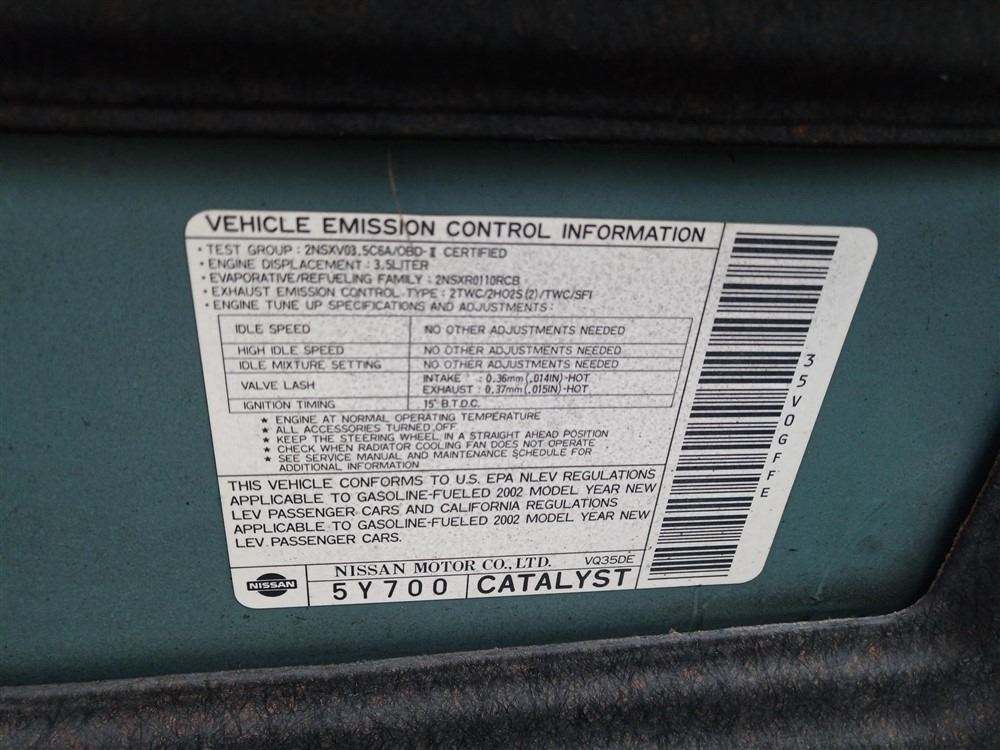 VEHICLE EMISSION CONTROL INFORMATION
· TEST GROUP : 2NSXV03.5C6A/OBD-II CERTIFIED
· ENGINE DISPLACEMENT : 3.5LITER
· EVAPORATIVE/REFUELING FAMILY : 2NSXR0110RCB
· EXHAUST EMISSION CONTROL TYPE : 2TWC/2HO2S(2)/TWC/SFI
· ENGINE TUNE UP SPECIFICATIONS AND ADJUSTMENTS :
IDLE SPEED NO OTHER ADJUSTMENTS NEEDED
HIGH IDLE SPEED NO OTHER ADJUSTMENTS NEEDED
IDLE MIXTURE SETTING NO OTHER ADJUSTMENTS NEEDED
VALVE LASH INTAKE : 0.36mm(.014IN)-HOT
EXHAUST : 0.37mm(.015IN)-HOT
IGNITION TIMING 15° B.T.D.C.
★ ENGINE AT NORMAL OPERATING TEMPERATURE
★ ALL ACCESSORIES TURNED OFF
★ KEEP THE STEERING WHEEL IN A STRAIGHT AHEAD POSITION
★ CHECK WHEN RADIATOR COOLING FAN DOES NOT OPERATE
★ SEE SERVICE MANUAL AND MAINTENANCE SCHEDULE FOR
ADDITIONAL INFORMATION
THIS VEHICLE CONFORMS TO U.S. EPA NLEV REGULATIONS
APPLICABLE TO GASOLINE-FUELED 2002 MODEL YEAR NEW
LEV PASSENGER CARS AND CALIFORNIA REGULATIONS
APPLICABLE TO GASOLINE-FUELED 2002 MODEL YEAR NEW
LEV PASSENGER CARS.
NISSAN
NISSAN MOTOR CO., LTD. VQ35DE
5Y700 CATALYST
35V0GFFE